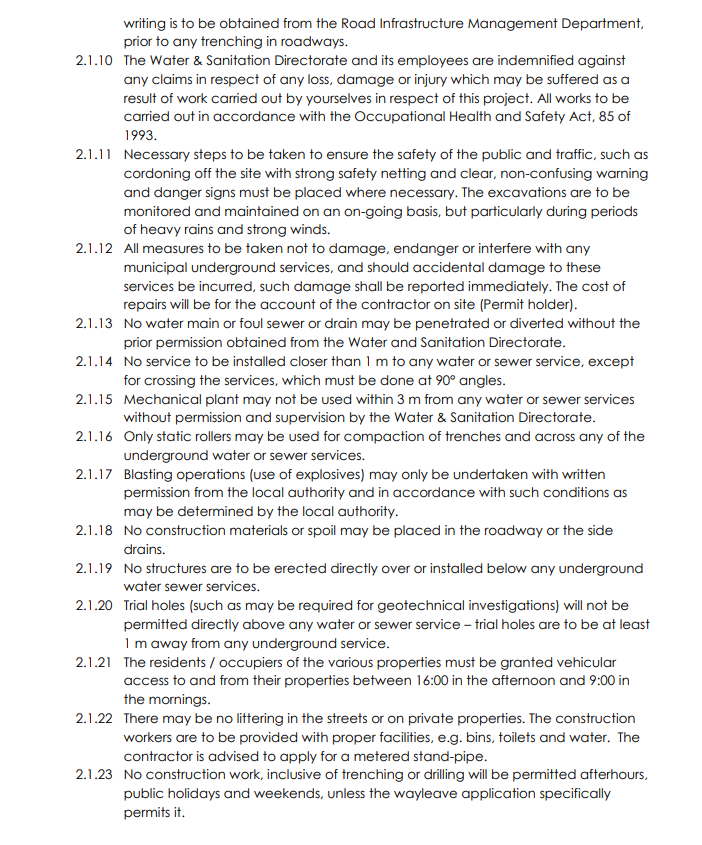 writing is to be obtained from the Road Infrastructure Management Department,
prior to any trenching in roadways.
2.1.10 The Water & Sanitation Directorate and its employees are indemnified against
any claims in respect of any loss, damage or injury which may be suffered as a
result of work carried out by yourselves in respect of this project. All works to be
carried out in accordance with the Occupational Health and Safety Act, 85 of
1993.
2.1.11 Necessary steps to be taken to ensure the safety of the public and traffic, such as
cordoning off the site with strong safety netting and clear, non-confusing warning
and danger signs must be placed where necessary. The excavations are to be
monitored and maintained on an on-going basis, but particularly during periods
of heavy rains and strong winds.
2.1.12 All measures to be taken not to damage, endanger or interfere with any
municipal underground services, and should accidental damage to these
services be incurred, such damage shall be reported immediately. The cost of
repairs will be for the account of the contractor on site (Permit holder).
2.1.13 No water main or foul sewer or drain may be penetrated or diverted without the
prior permission obtained from the Water and Sanitation Directorate.
2.1.14 No service to be installed closer than 1 m to any water or sewer service, except
for crossing the services, which must be done at 90° angles.
2.1.15 Mechanical plant may not be used within 3 m from any water or sewer services
without permission and supervision by the Water & Sanitation Directorate.
2.1.16 Only static rollers may be used for compaction of trenches and across any of the
underground water or sewer services.
2.1.17 Blasting operations (use of explosives) may only be undertaken with written
permission from the local authority and in accordance with such conditions as
may be determined by the local authority.
2.1.18 No construction materials or spoil may be placed in the roadway or the side
drains.
2.1.19 No structures are to be erected directly over or installed below any underground
water sewer services.
2.1.20 Trial holes (such as may be required for geotechnical investigations) will not be
permitted directly above any water or sewer service – trial holes are to be at least
1 m away from any underground service.
2.1.21 The residents / occupiers of the various properties must be granted vehicular
access to and from their properties between 16:00 in the afternoon and 9:00 in
the mornings.
2.1.22 There may be no littering in the streets or on private properties. The construction
workers are to be provided with proper facilities, e.g. bins, toilets and water. The
contractor is advised to apply for a metered stand-pipe.
2.1.23 No construction work, inclusive of trenching or drilling will be permitted afterhours,
public holidays and weekends, unless the wayleave application specifically
permits it.